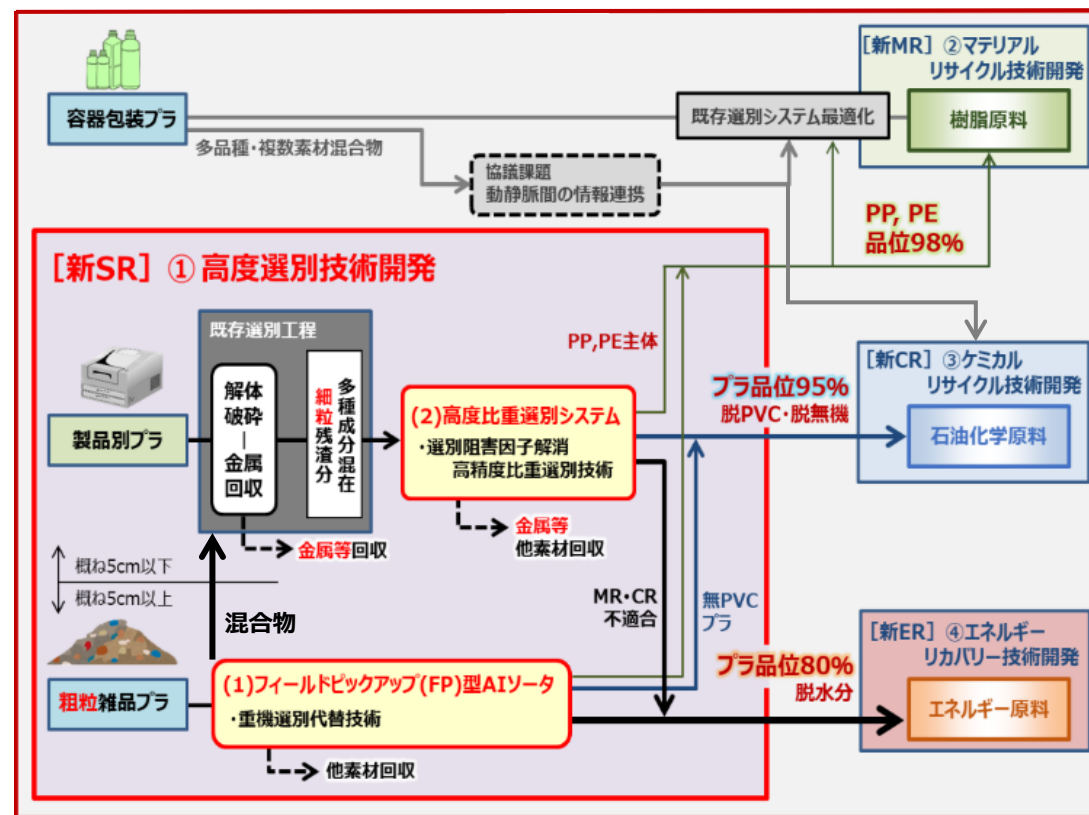 [新MR] ②マテリアル
リサイクル技術開発
樹脂原料
容器包装プラ
既存選別システム最適化
多品種・複数素材混合物
協議課題
動静脈間の情報連携
PP, PE
品位98%
[新SR] ①高度選別技術開発
既存選別工程
解体
破砕
|
金属
回収
多種成分混在
細粒残渣分
製品別プラ
(2)高度比重選別システム
・選別阻害因子解消
高精度比重選別技術
PP,PE主体
プラ品位95%
脱PVC・脱無機
[新CR] ③ケミカル
リサイクル技術開発
石油化学原料
金属等回収
金属等
他素材回収
概ね5cm以下
概ね5cm以上
混合物
MR・CR
不適合
無PVC
プラ
粗粒雑品プラ
(1)フィールドピックアップ(FP)型AIソータ
・重機選別代替技術
他素材回収
プラ品位80%
脱水分
[新ER] ④エネルギー
リカバリー技術開発
エネルギー原料